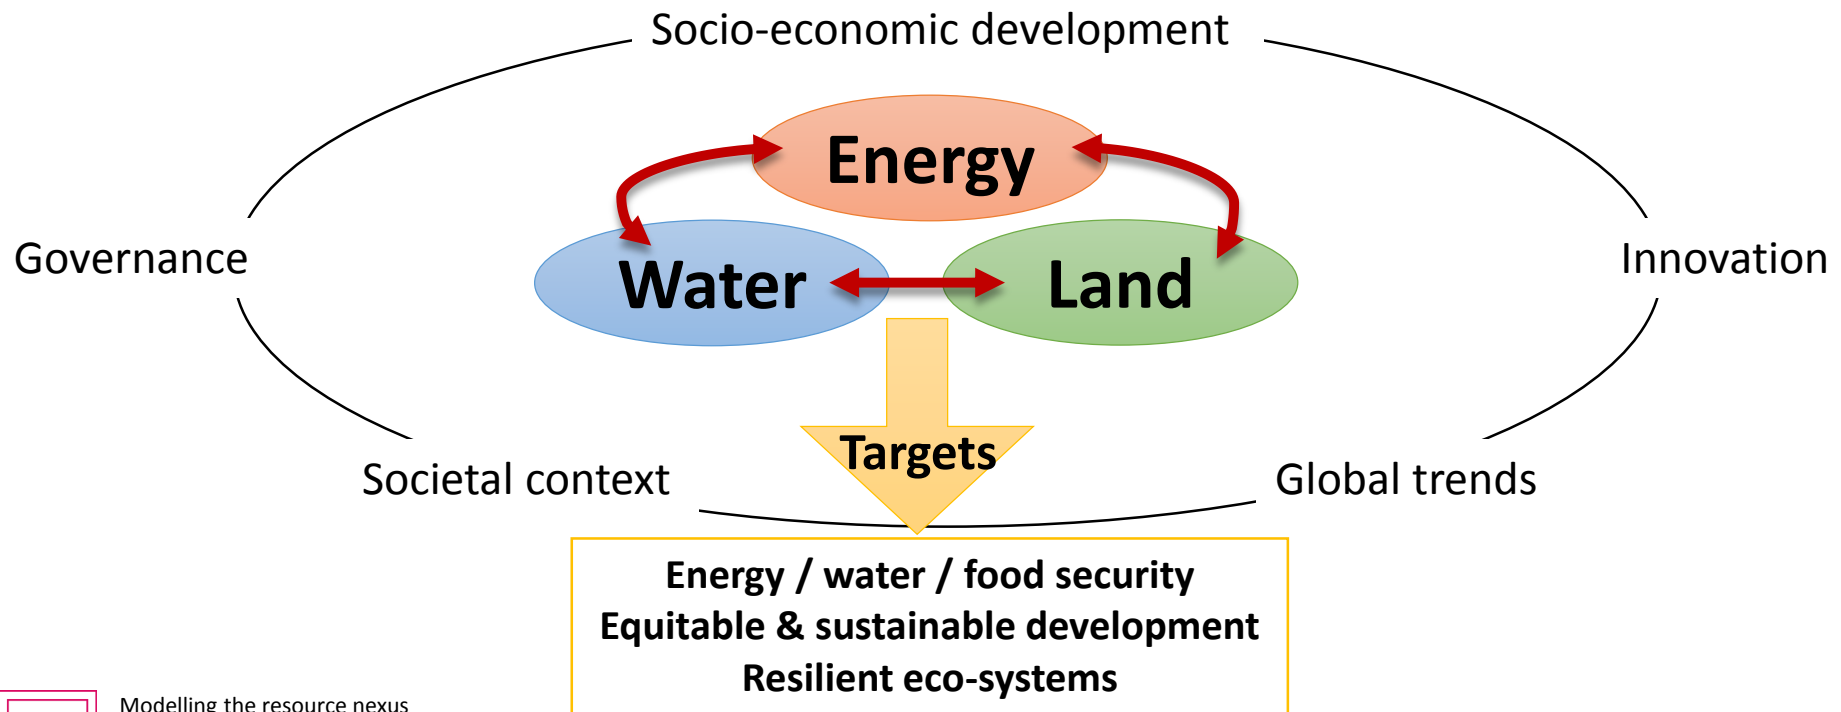 Socio-economic development
Energy
Governance
Innovation
Water
Land
Targets
Societal context
Global trends
Energy / water / food security
Equitable & sustainable development
Resilient eco-systems
Modelling the resource nexus